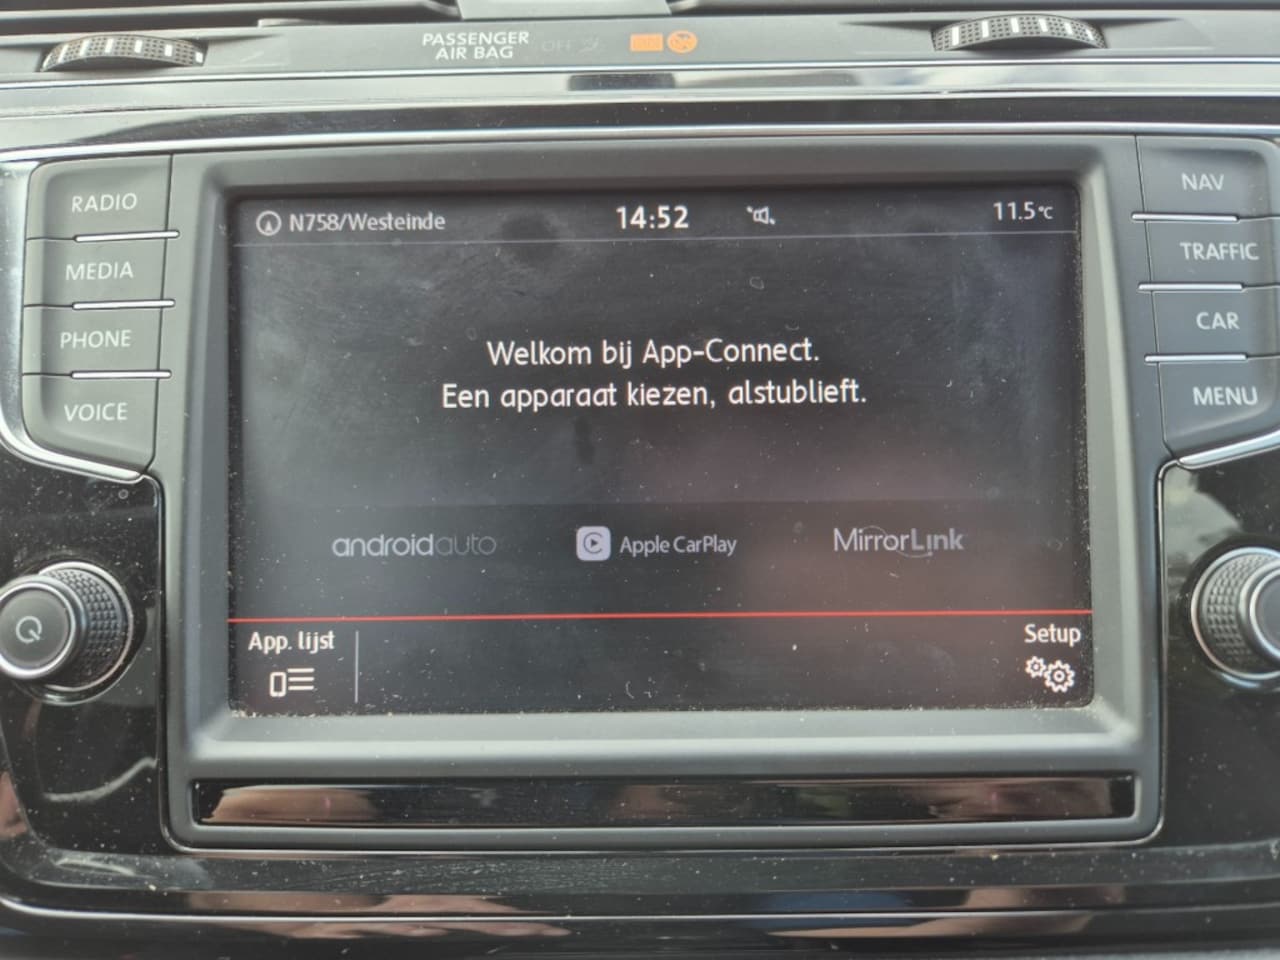 PASSENGER
AIR BAG OFF
RADIO
MEDIA
PHONE
VOICE
N758/Westeinde 14:52 11.5°C
Welkom bij App-Connect.
Een apparaat kiezen, alstublieft.
androidauto Apple CarPlay MirrorLink
App. lijst Setup
NAV
TRAFFIC
CAR
MENU